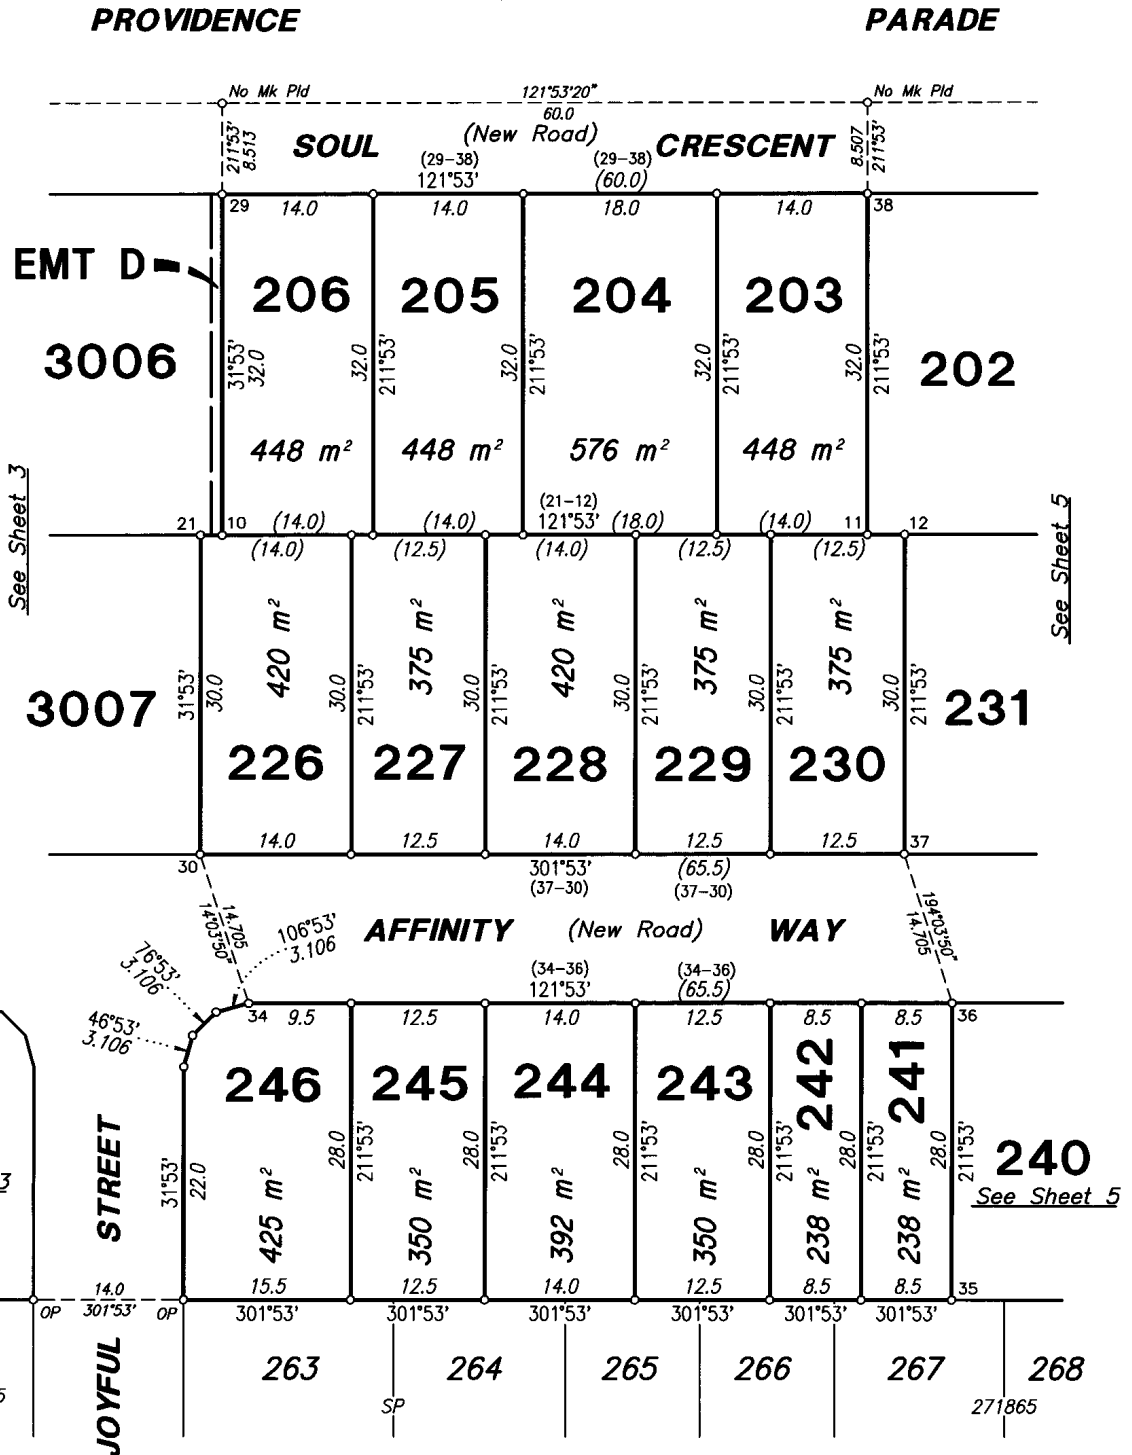 PROVIDENCE PARADE
No Mk Pld 121°53'20" No Mk Pld
60.0
211°53' 8.513 SOUL (New Road) CRESCENT 8.507 211°53'
(29-38) (29-38)
121°53' (60.0)
29 14.0 14.0 18.0 14.0 38
EMT D
206 205 204 203
3006 202
31°53' 32.0 32.0 211°53' 32.0 211°53' 32.0 211°53' 32.0 211°53'
448 m² 448 m² 576 m² 448 m²
See Sheet 3
See Sheet 5
(21-12)
21 10 (14.0) (14.0) 121°53' (18.0) (14.0) 11 12
(14.0) (12.5) (14.0) (12.5) (12.5)
420 m² 375 m² 420 m² 375 m² 375 m²
3007 231
31°53' 30.0 30.0 211°53' 30.0 211°53' 30.0 211°53' 30.0 211°53' 30.0 211°53'
226 227 228 229 230
14.0 12.5 14.0 12.5 12.5
30 301°53' (65.5) 37
(37-30) (37-30)
14.705 14°03'50"
106°53' 3.106
AFFINITY (New Road) WAY
194°03'50" 14.705
76°53' 3.106
46°53' 3.106
(34-36) (34-36)
121°53' (65.5)
34 9.5 12.5 14.0 12.5 8.5 8.5 36
246 245 244 243 242 241
31°53' 22.0 28.0 211°53' 28.0 211°53' 28.0 211°53' 28.0 211°53' 28.0 211°53' 28.0 211°53'
240
See Sheet 5
3
425 m² 350 m² 392 m² 350 m² 238 m² 238 m²
JOYFUL STREET
14.0 15.5 12.5 14.0 12.5 8.5 8.5 35
OP 301°53' OP 301°53' 301°53' 301°53' 301°53' 301°53' 301°53'
263 264 265 266 267 268
5 SP 271865